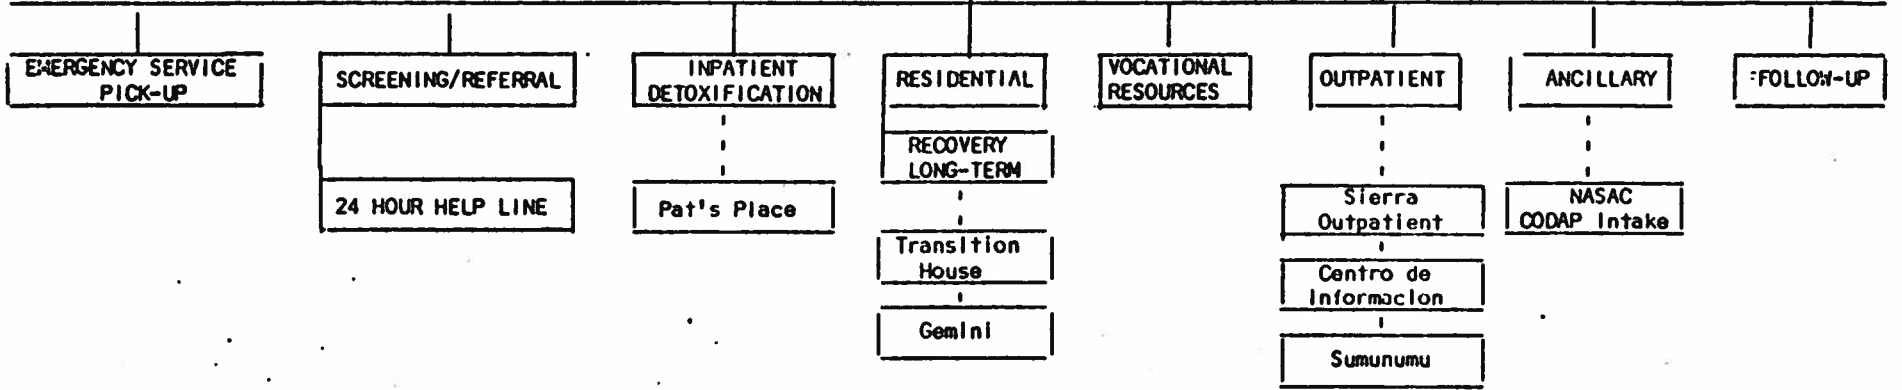 EMERGENCY SERVICE
PICK-UP
SCREENING/REFERRAL
24 HOUR HELP LINE
INPATIENT
DETOXIFICATION
Pat's Place
RESIDENTIAL
RECOVERY
LONG-TERM
Transition
House
Gemini
VOCATIONAL
RESOURCES
OUTPATIENT
Sierra
Outpatient
Centro de
Informacion
Sumunumu
ANCILLARY
NASAC
CODAP Intake
FOLLOW-UP